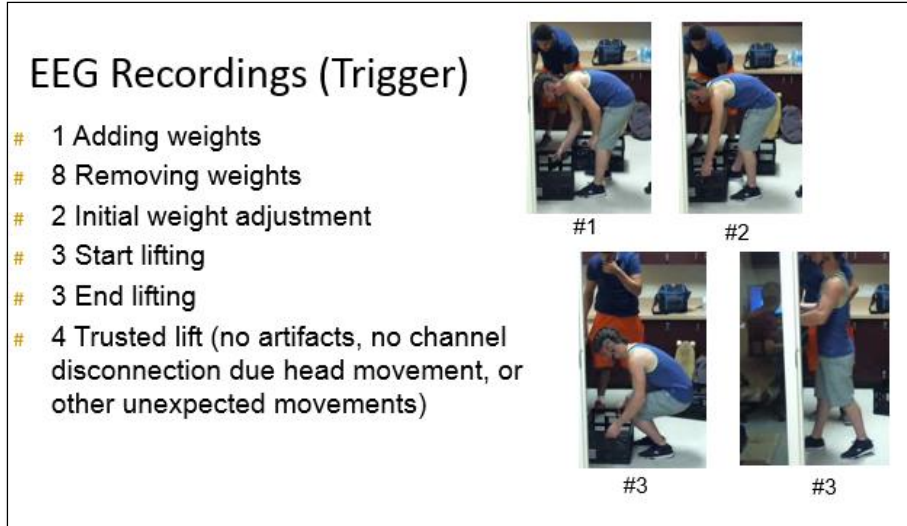 EEG Recordings (Trigger)
# 1 Adding weights
# 8 Removing weights
# 2 Initial weight adjustment
# 3 Start lifting
# 3 End lifting
# 4 Trusted lift (no artifacts, no channel
disconnection due head movement, or
other unexpected movements)
#1
#2
#3
#3